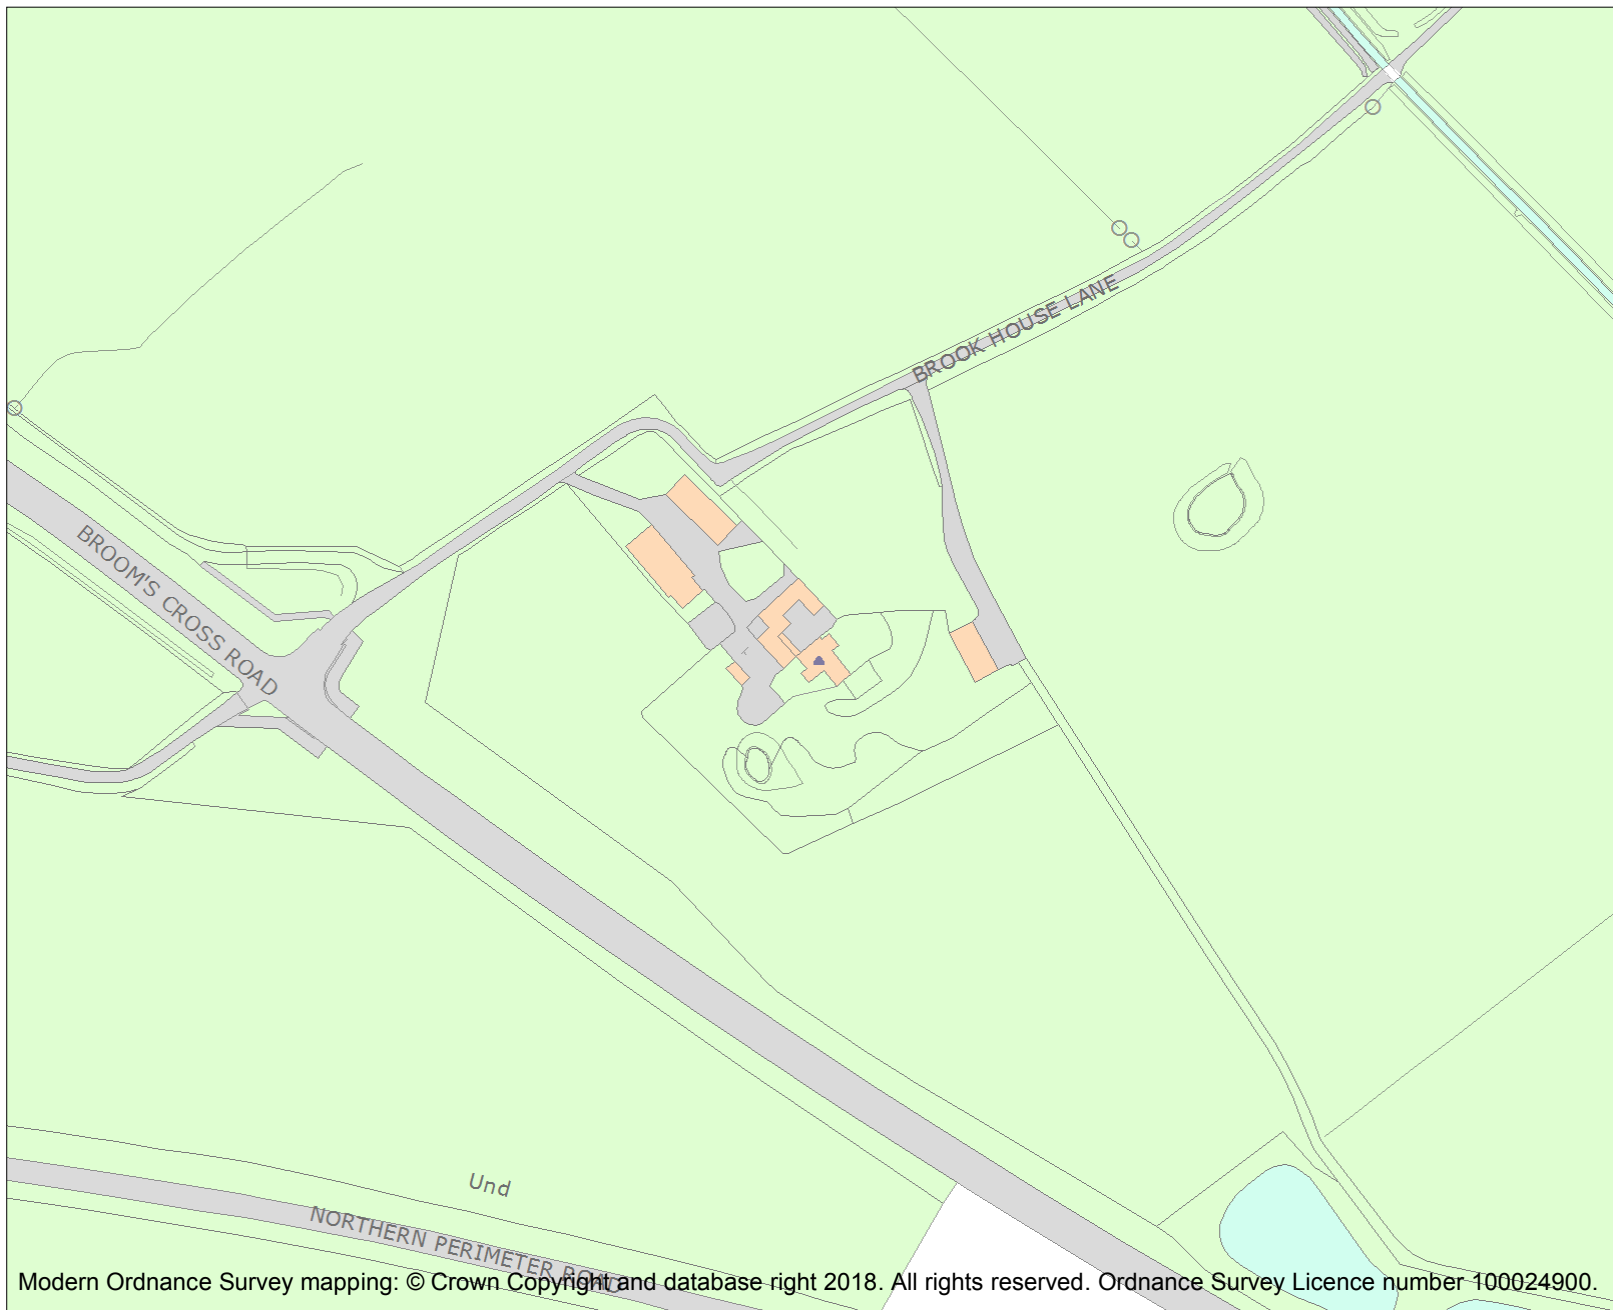 BROOK HOUSE LANE
BROOM'S CROSS ROAD
Und
NORTHERN PERIMETER ROAD
Modern Ordnance Survey mapping: © Crown Copyright and database right 2018. All rights reserved. Ordnance Survey Licence number 100024900.